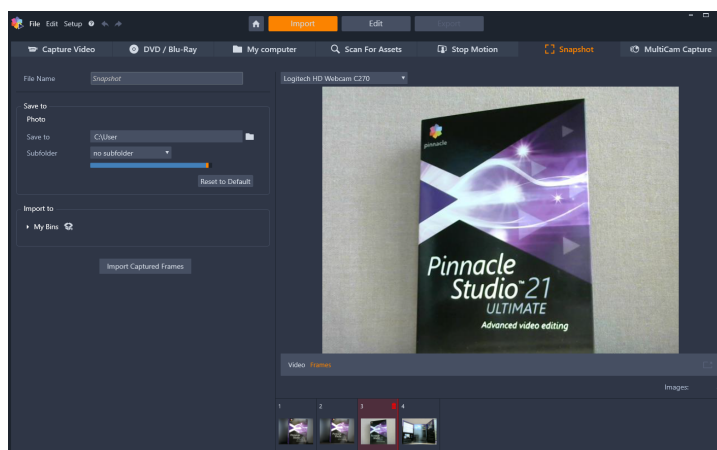 File Edit Setup
Import
Edit
Export
Capture Video
DVD / Blu-Ray
My computer
Scan For Assets
Stop Motion
Snapshot
MultiCam Capture
File Name
Snapshot
Save to
Photo
Save to
C:\User
Subfolder
no subfolder
Reset to Default
Import to
My Bins
Import Captured Frames
Logitech HD Webcam C270
pinnacle
Pinnacle
Studio™ 21
ULTIMATE
Advanced video editing
Video Frames
Images:
1
2
3
4